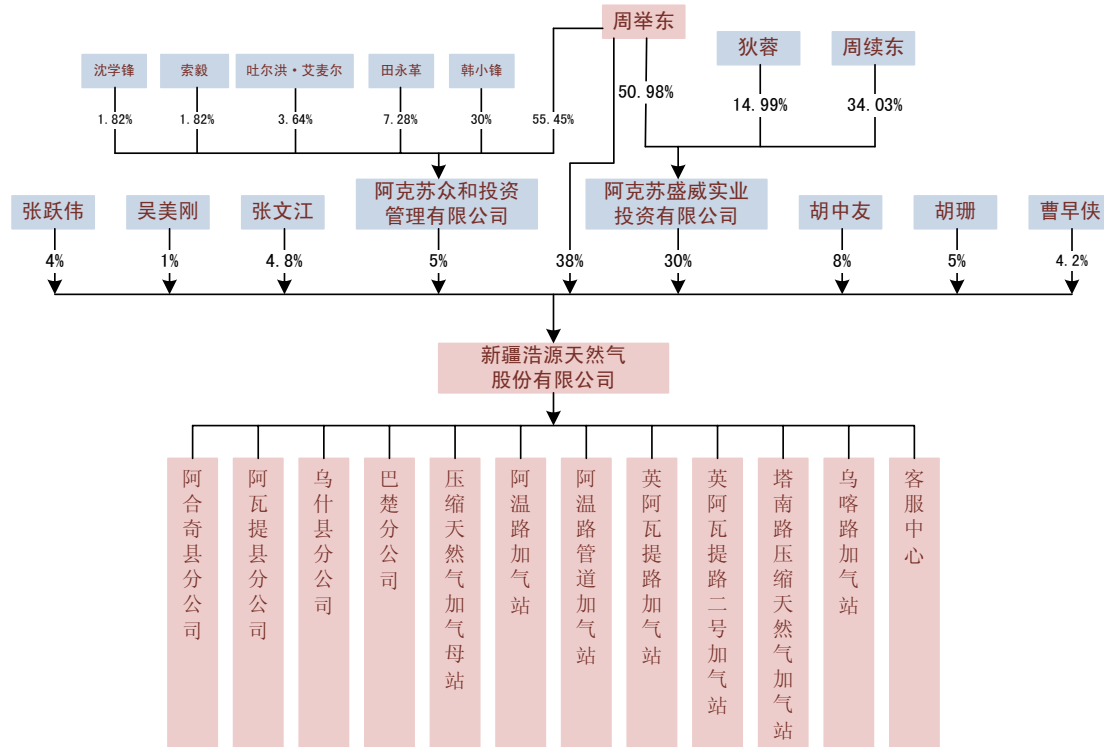 周举东
狄蓉
周续东
沈学锋
索毅
吐尔洪·艾麦尔
田永革
韩小锋
50.98%
14.99%
34.03%
1.82%
1.82%
3.64%
7.28%
30%
55.45%
阿克苏众和投资
管理有限公司
阿克苏盛威实业
投资有限公司
张跃伟
吴美刚
张文江
胡中友
胡珊
曹早侠
4%
1%
4.8%
5%
38%
30%
8%
5%
4.2%
新疆浩源天然气
股份有限公司
阿合奇县分公司
阿瓦提县分公司
乌什县分公司
巴楚分公司
压缩天然气加气母站
阿温路加气站
阿温路管道加气站
英阿瓦提路加气站
英阿瓦提路二号加气站
塔南路压缩天然气加气站
乌喀路加气站
客服中心